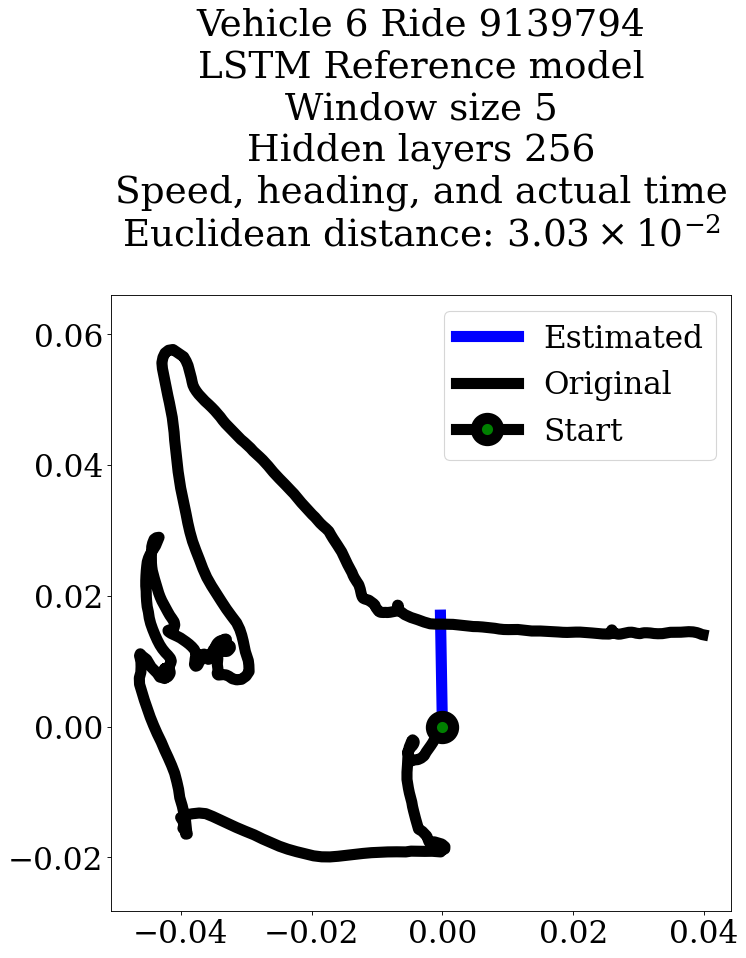 Vehicle 6 Ride 9139794
LSTM Reference model
Window size 5
Hidden layers 256
Speed, heading, and actual time
Euclidean distance: 3.03 × 10⁻²
Estimated
Original
Start
0.06
0.04
0.02
0.00
−0.02
−0.04 −0.02 0.00 0.02 0.04